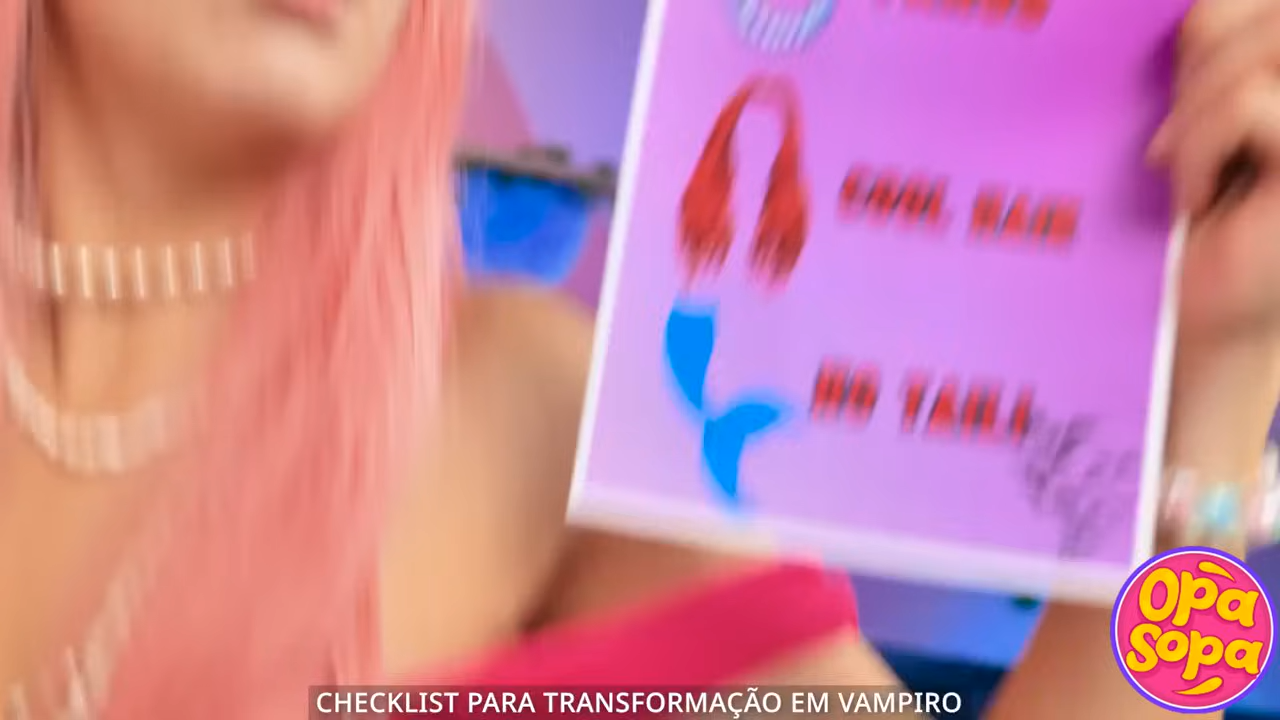 COOL HAIR
NO TAIL!
CHECKLIST PARA TRANSFORMAÇÃO EM VAMPIRO
Opa
sopa